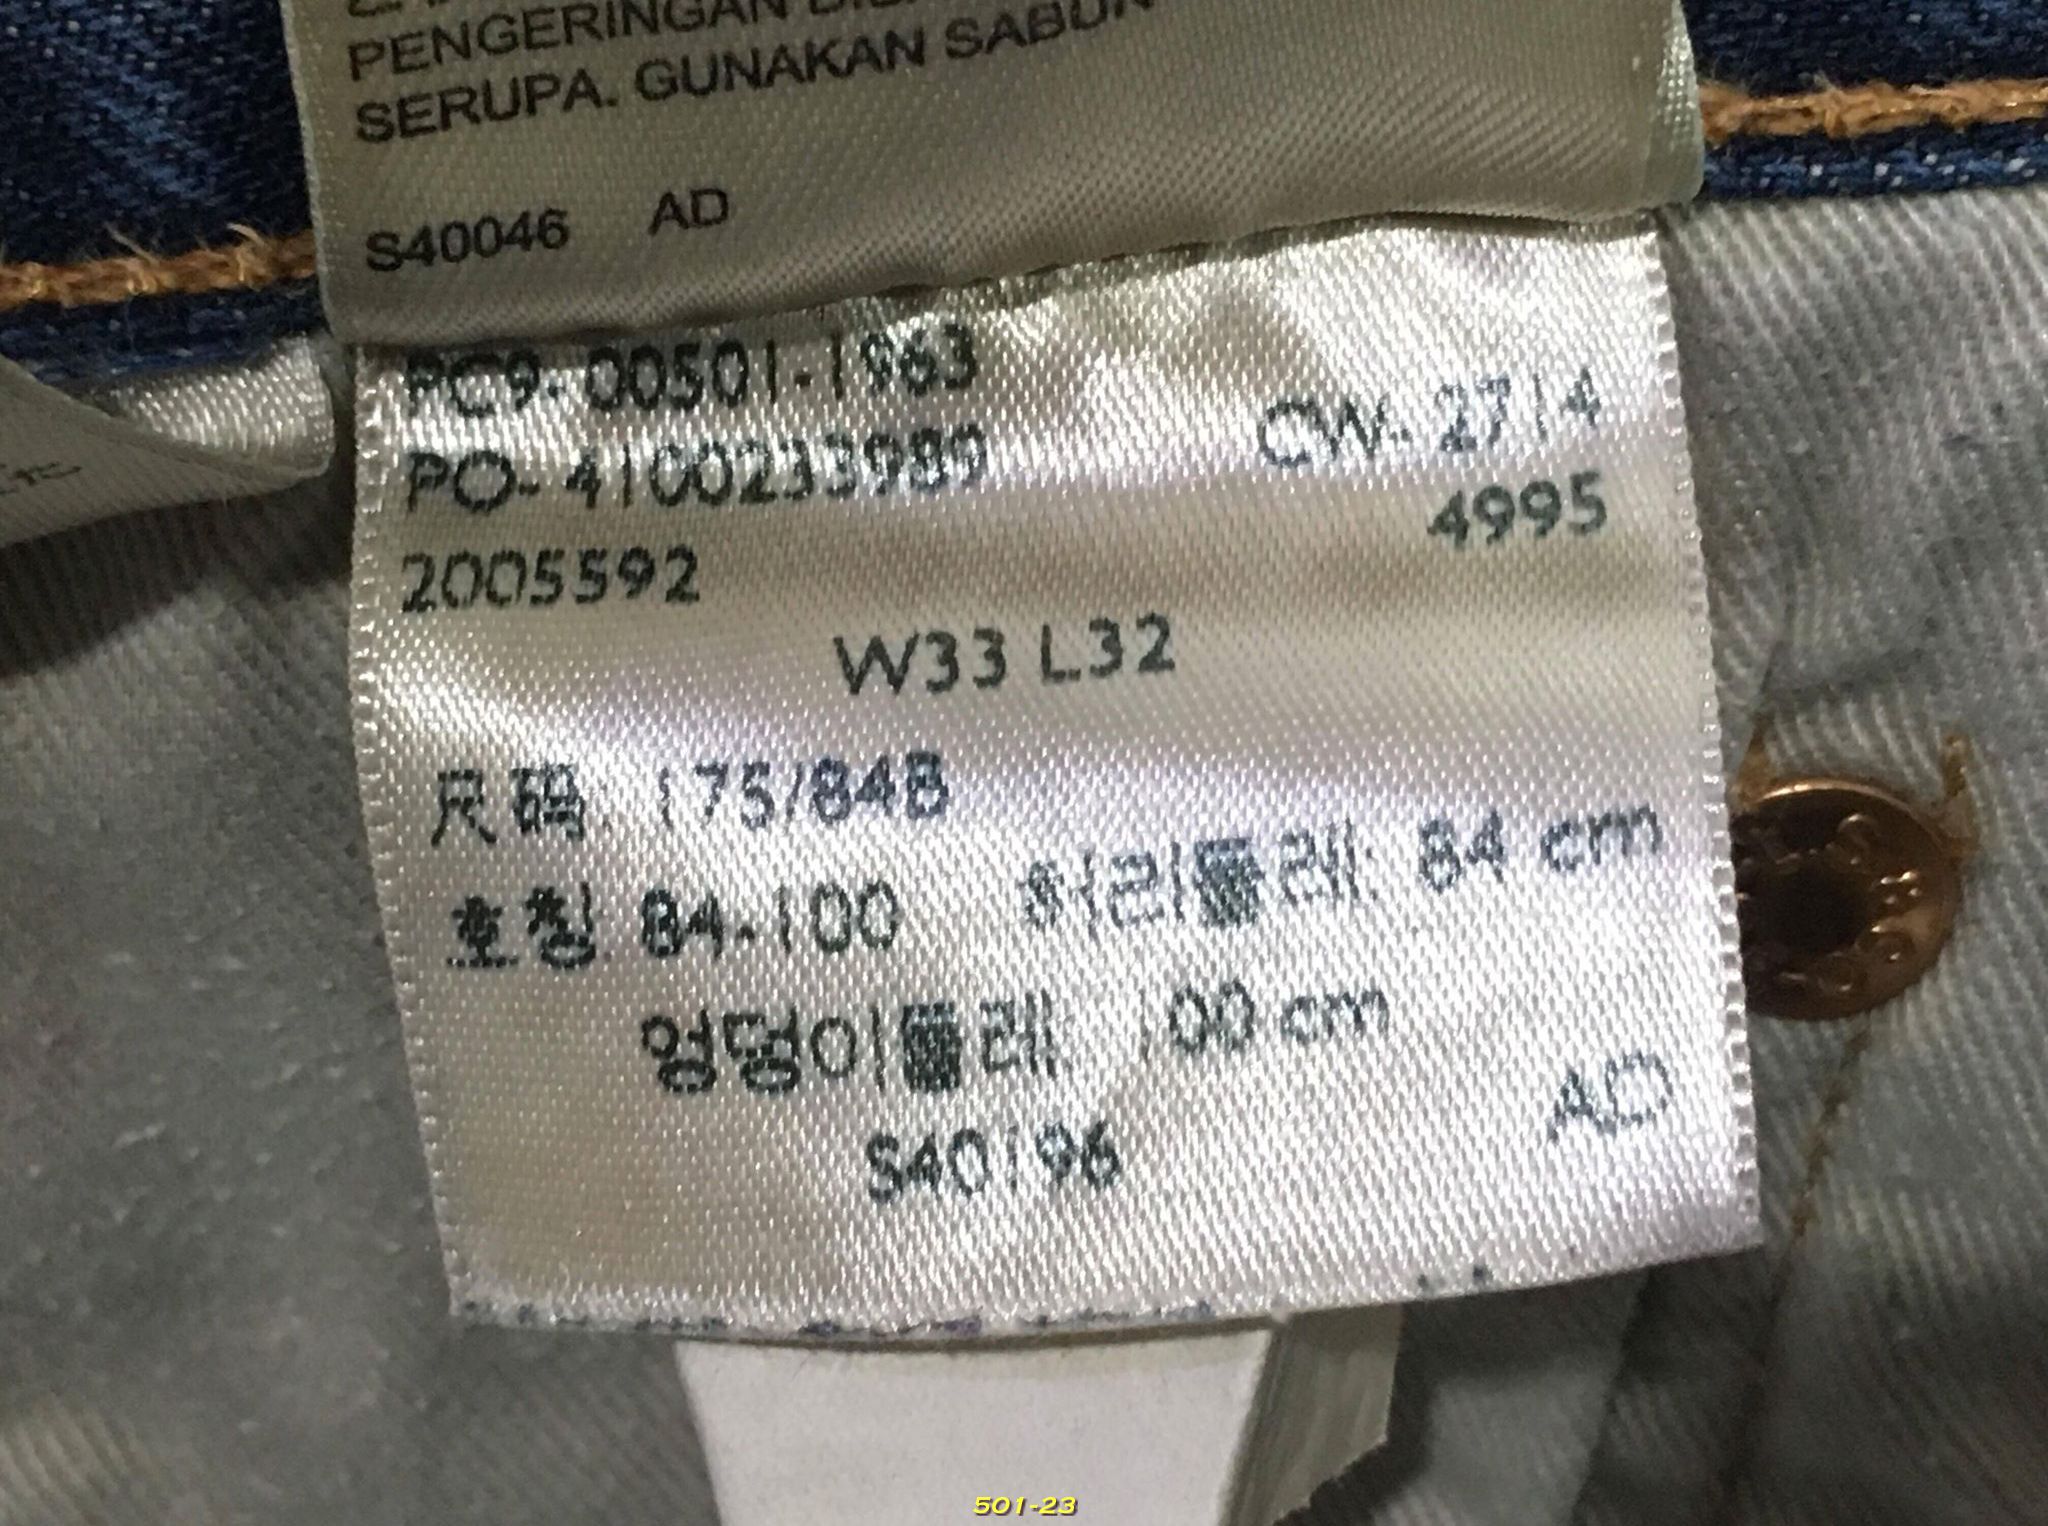 PENGERINGAN
SERUPA. GUNAKAN SABUN
S40046 AD
PC9-00501-1963
CW- 27/4
PO- 4100233989
4995
2005592
W33 L32
尺码: 175/84B
호칭: 84-100 허리둘레: 84 cm
엉덩이둘레: 100 cm
AD
S40196
501-23